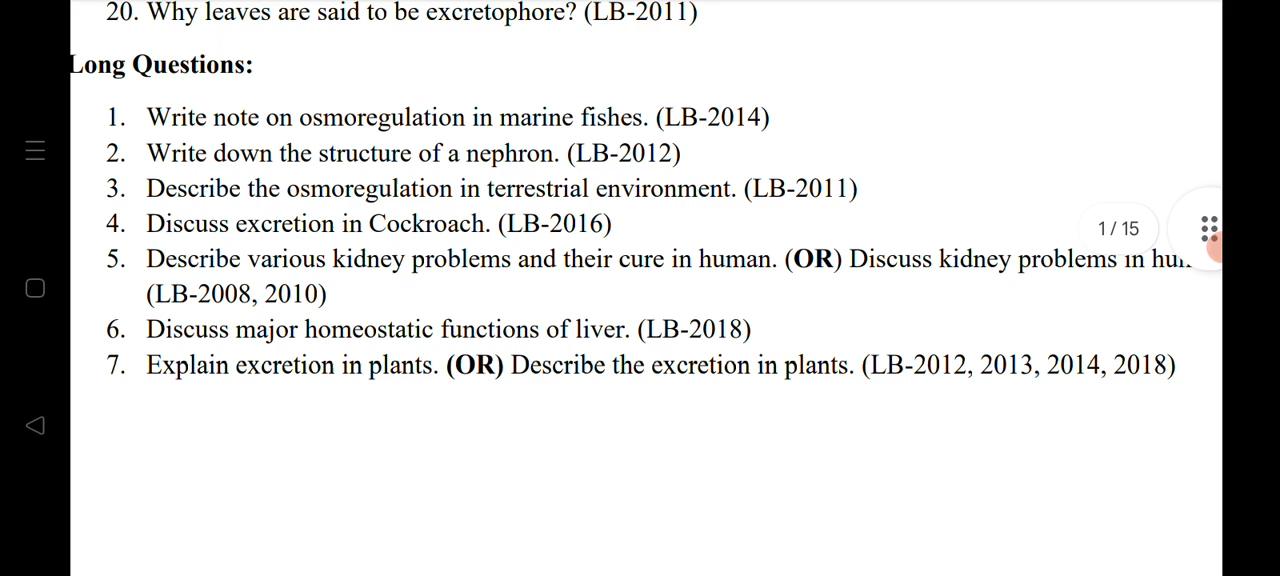 20. Why leaves are said to be excretophore? (LB-2011)
Long Questions:
1. Write note on osmoregulation in marine fishes. (LB-2014)
2. Write down the structure of a nephron. (LB-2012)
3. Describe the osmoregulation in terrestrial environment. (LB-2011)
4. Discuss excretion in Cockroach. (LB-2016)
1 / 15
5. Describe various kidney problems and their cure in human. (OR) Discuss kidney problems in
(LB-2008, 2010)
6. Discuss major homeostatic functions of liver. (LB-2018)
7. Explain excretion in plants. (OR) Describe the excretion in plants. (LB-2012, 2013, 2014, 2018)